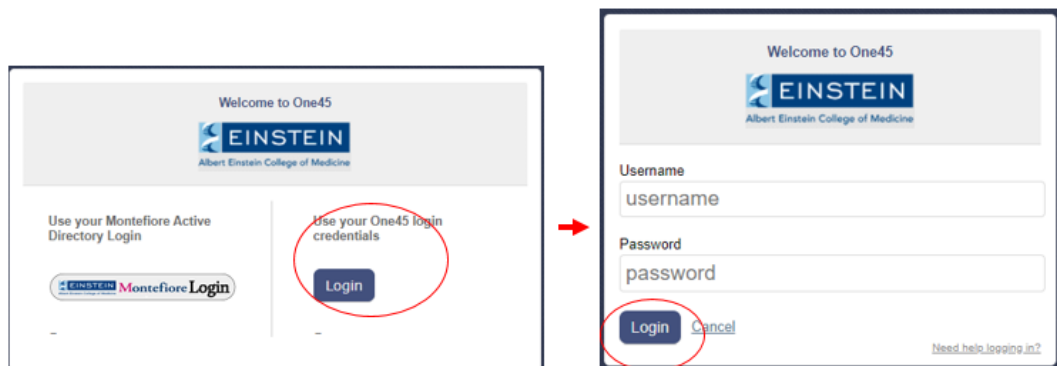 Welcome to One45
EINSTEIN
Albert Einstein College of Medicine
Use your Montefiore Active
Directory Login
EINSTEIN Montefiore Login
Use your One45 login
credentials
Login
Welcome to One45
EINSTEIN
Albert Einstein College of Medicine
Username
username
Password
password
Login Cancel
Need help logging in?